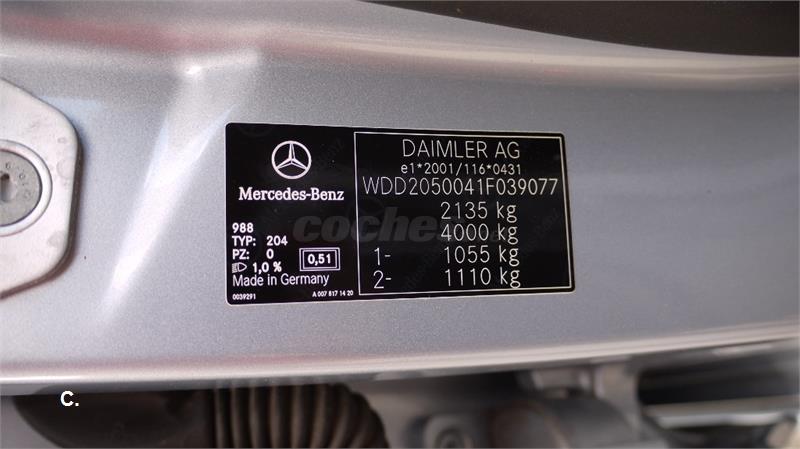 Mercedes-Benz
988
TYP: 204
PZ: 0
0,51
1,0 %
Made in Germany
0039291
A 007 817 14 20
DAIMLER AG
e1*2001/116*0431
WDD2050041F039077
2135 kg
4000 kg
1- 1055 kg
2- 1110 kg
coches
C.